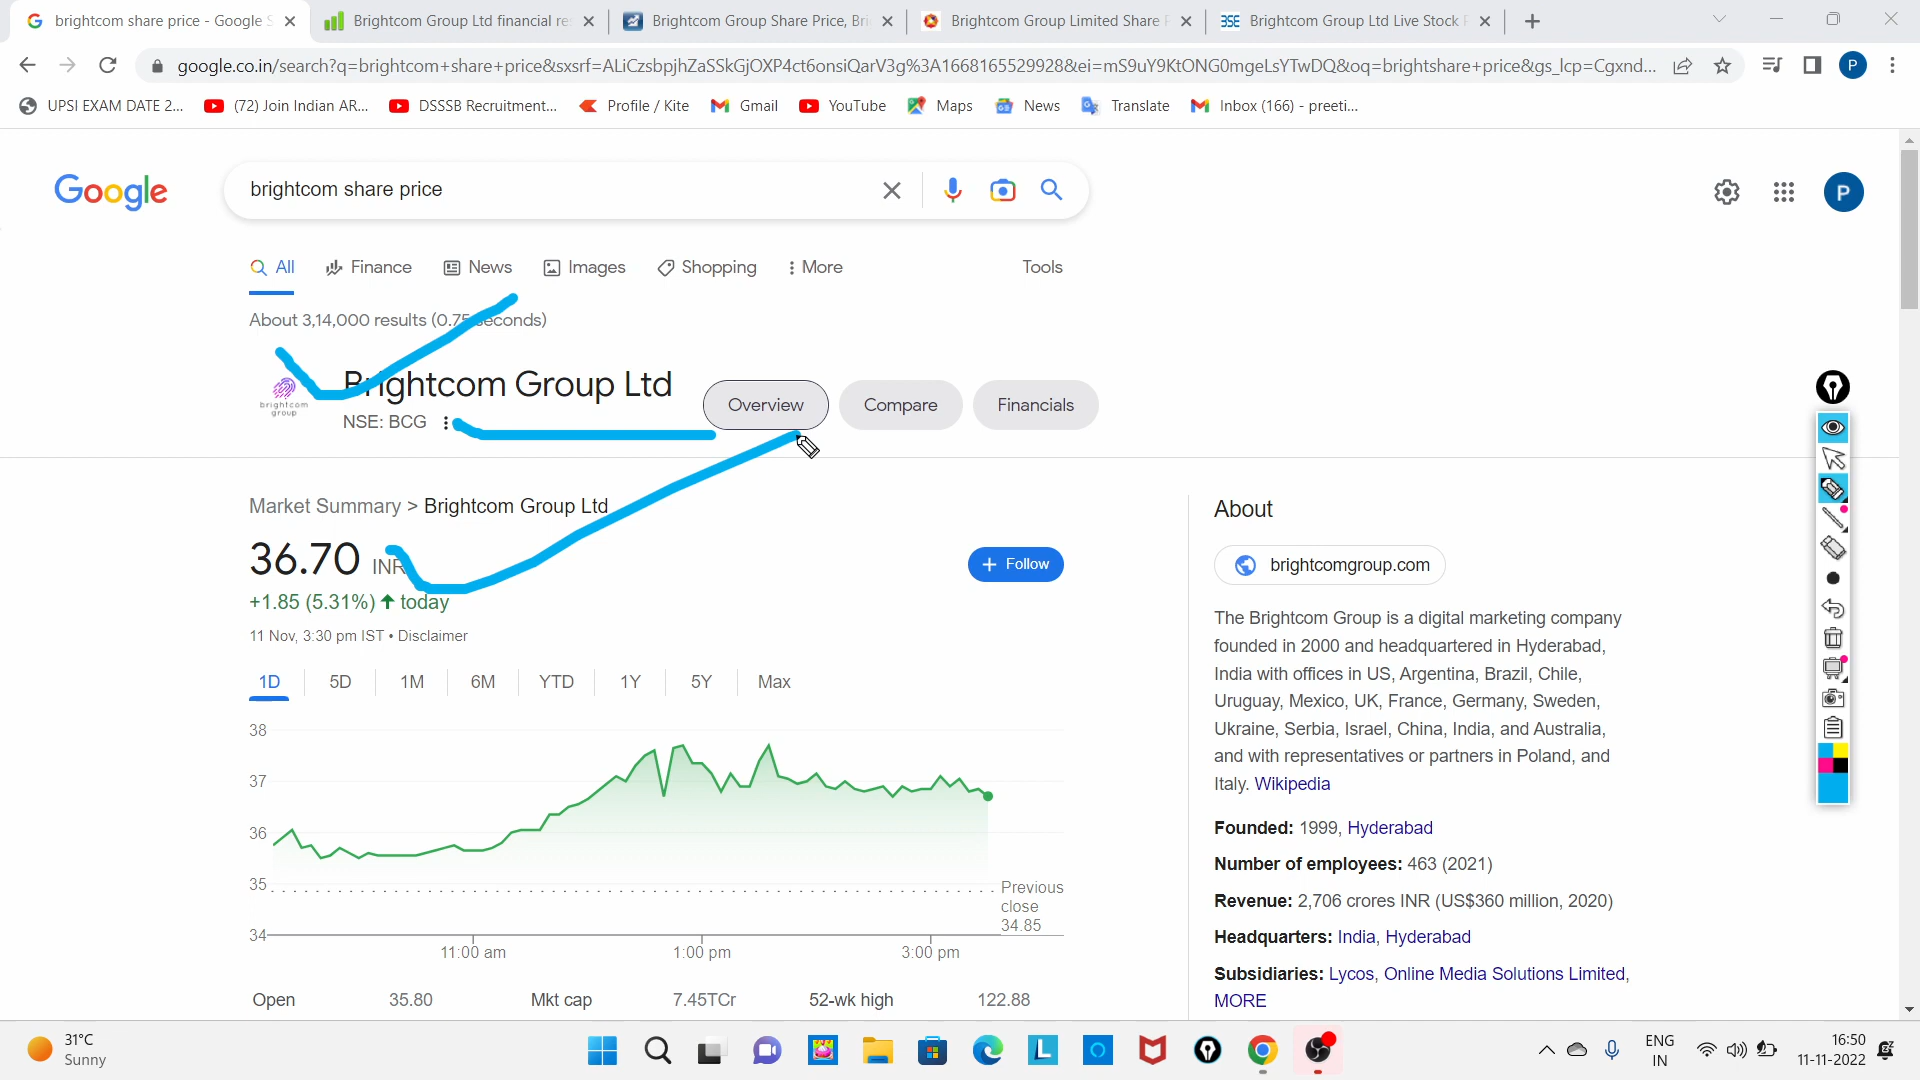 brightcom share price - Google S
Brightcom Group Ltd financial re
Brightcom Group Share Price, Bri
Brightcom Group Limited Share P
Brightcom Group Ltd Live Stock P
google.co.in/search?q=brightcom+share+price&sxsrf=ALiCzsbpjhZaSSkGjOXP4ct6onsiQarV3g%3A1668165529928&ei=mS9uY9KtONG0mgeLsYTwDQ&oq=brightshare+price&gs_lcp=Cgxnd...
P
UPSI EXAM DATE 2...
(72) Join Indian AR...
DSSSB Recruitment...
Profile / Kite
Gmail
YouTube
Maps
News
Translate
Inbox (166) - preeti...
Google
brightcom share price
P
All
Finance
News
Images
Shopping
More
Tools
About 3,14,000 results (0.75 seconds)
brightcom
group
Brightcom Group Ltd
NSE: BCG
Overview
Compare
Financials
Market Summary > Brightcom Group Ltd
36.70 INR
+1.85 (5.31%) today
11 Nov, 3:30 pm IST • Disclaimer
+ Follow
1D
5D
1M
6M
YTD
1Y
5Y
Max
38
37
36
35
34
Previous
close
34.85
11:00 am
1:00 pm
3:00 pm
Open 35.80
Mkt cap 7.45TCr
52-wk high 122.88
About
brightcomgroup.com
The Brightcom Group is a digital marketing company
founded in 2000 and headquartered in Hyderabad,
India with offices in US, Argentina, Brazil, Chile,
Uruguay, Mexico, UK, France, Germany, Sweden,
Ukraine, Serbia, Israel, China, India, and Australia,
and with representatives or partners in Poland, and
Italy. Wikipedia
Founded: 1999, Hyderabad
Number of employees: 463 (2021)
Revenue: 2,706 crores INR (US$360 million, 2020)
Headquarters: India, Hyderabad
Subsidiaries: Lycos, Online Media Solutions Limited,
MORE
31°C
Sunny
ENG
IN
16:50
11-11-2022